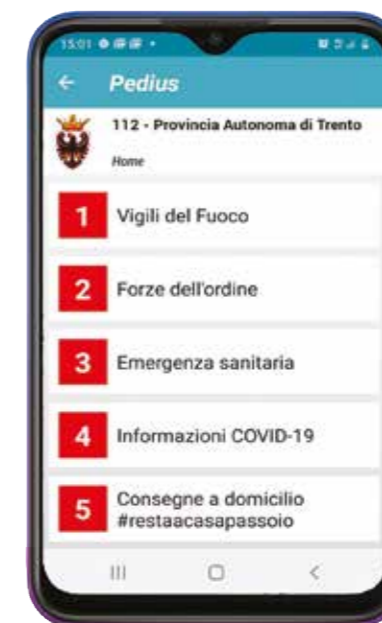 15:01
Pedius
112 - Provincia Autonoma di Trento
Home
1 Vigili del Fuoco
2 Forze dell'ordine
3 Emergenza sanitaria
4 Informazioni COVID-19
5 Consegne a domicilio
#restaacasapassoio